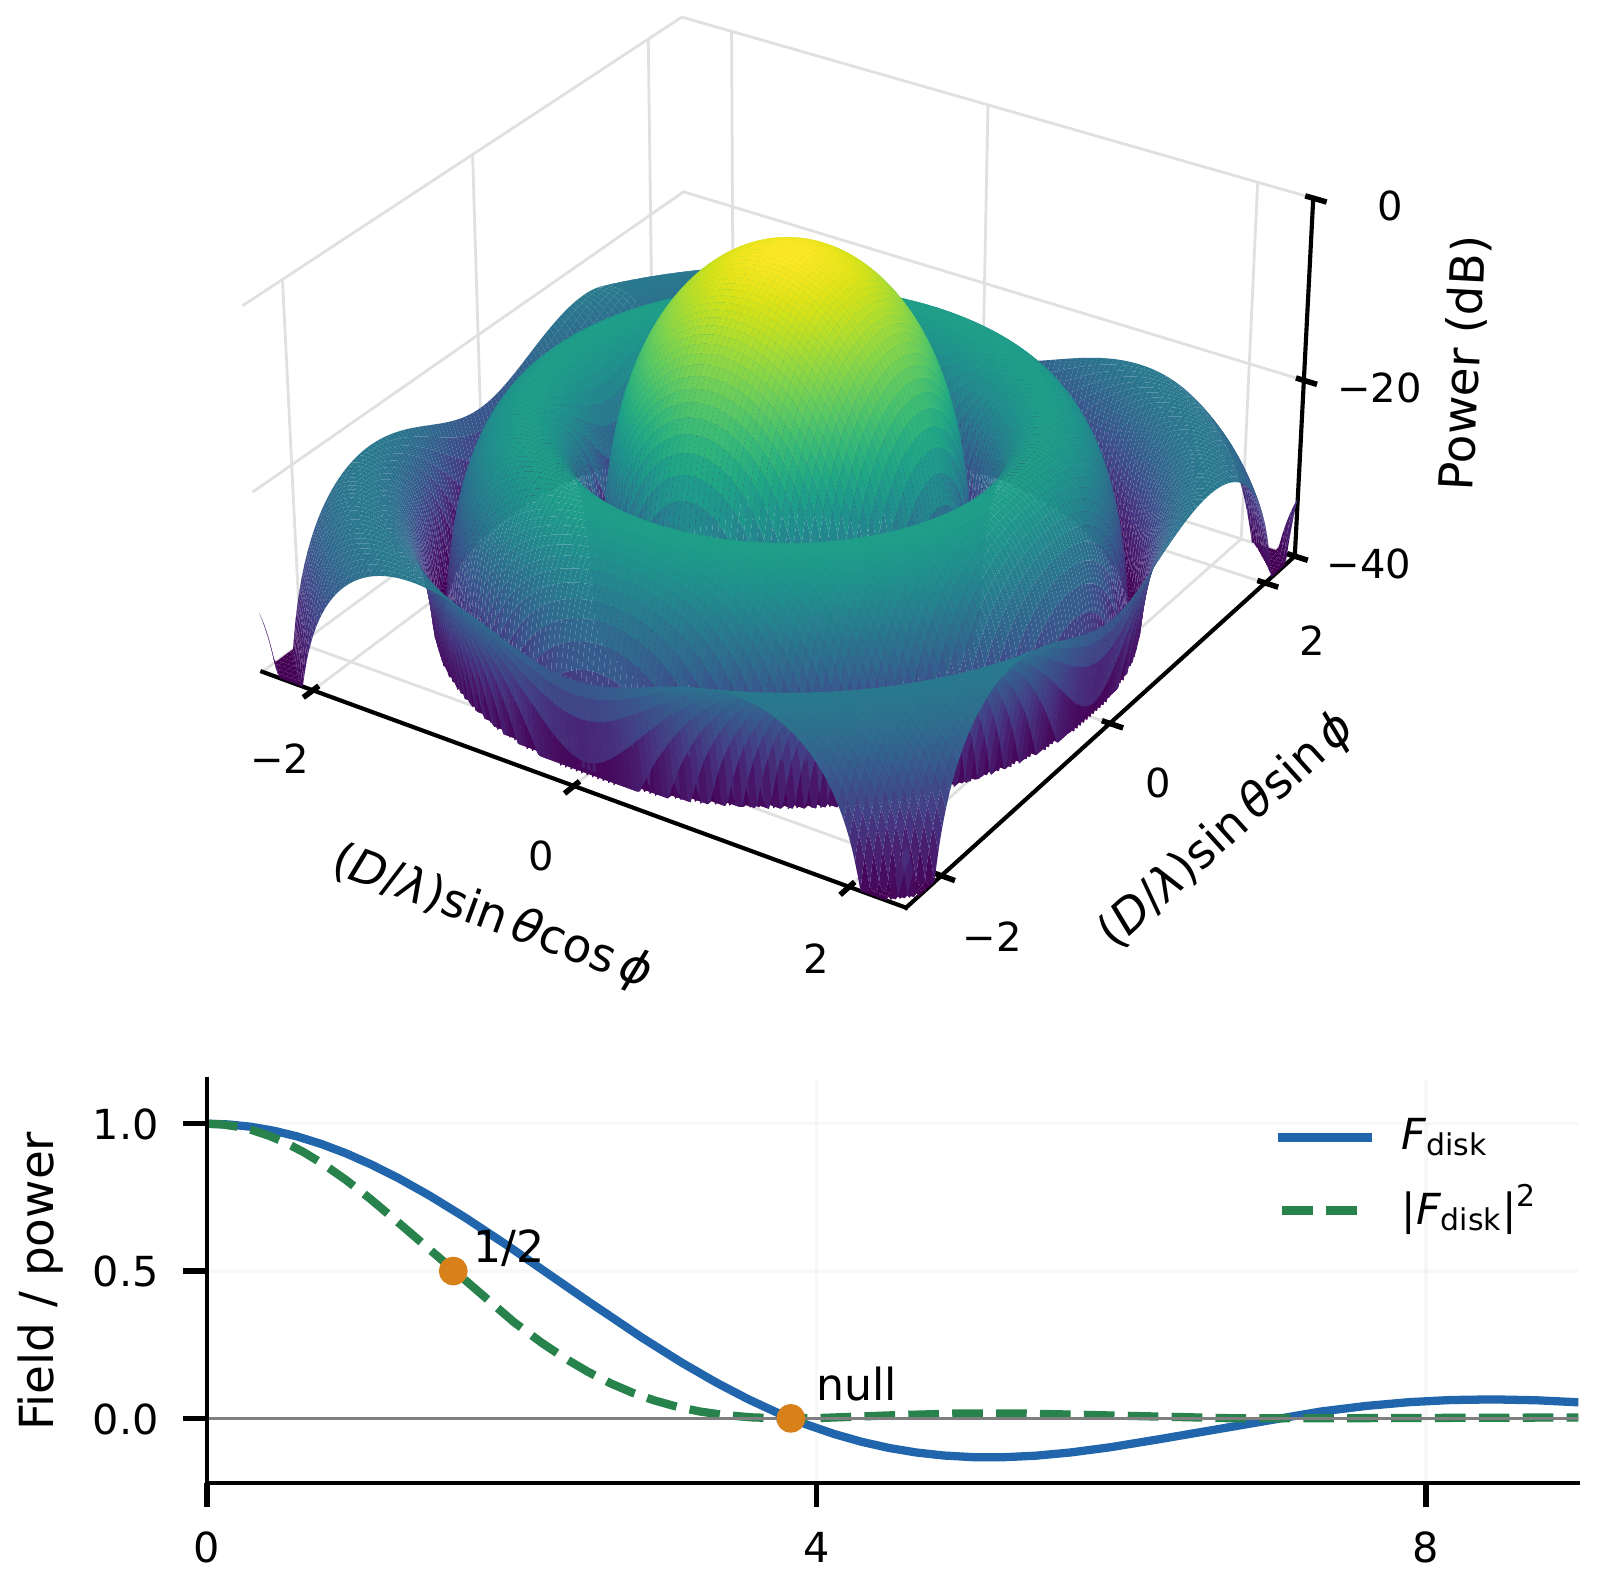 0
−20
−40
Power (dB)
2
0
−2
(D/λ)sin θsin ϕ
−2
0
2
(D/λ)sin θcos ϕ
Field / power
1.0
0.5
0.0
1/2
null
F_disk
|F_disk|²
0
4
8